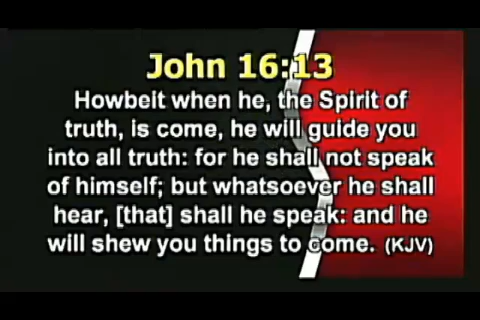 John 16:13
Howbeit when he, the Spirit of
truth, is come, he will guide you
into all truth: for he shall not speak
of himself; but whatsoever he shall
hear, [that] shall he speak: and he
will shew you things to come. (KJV)